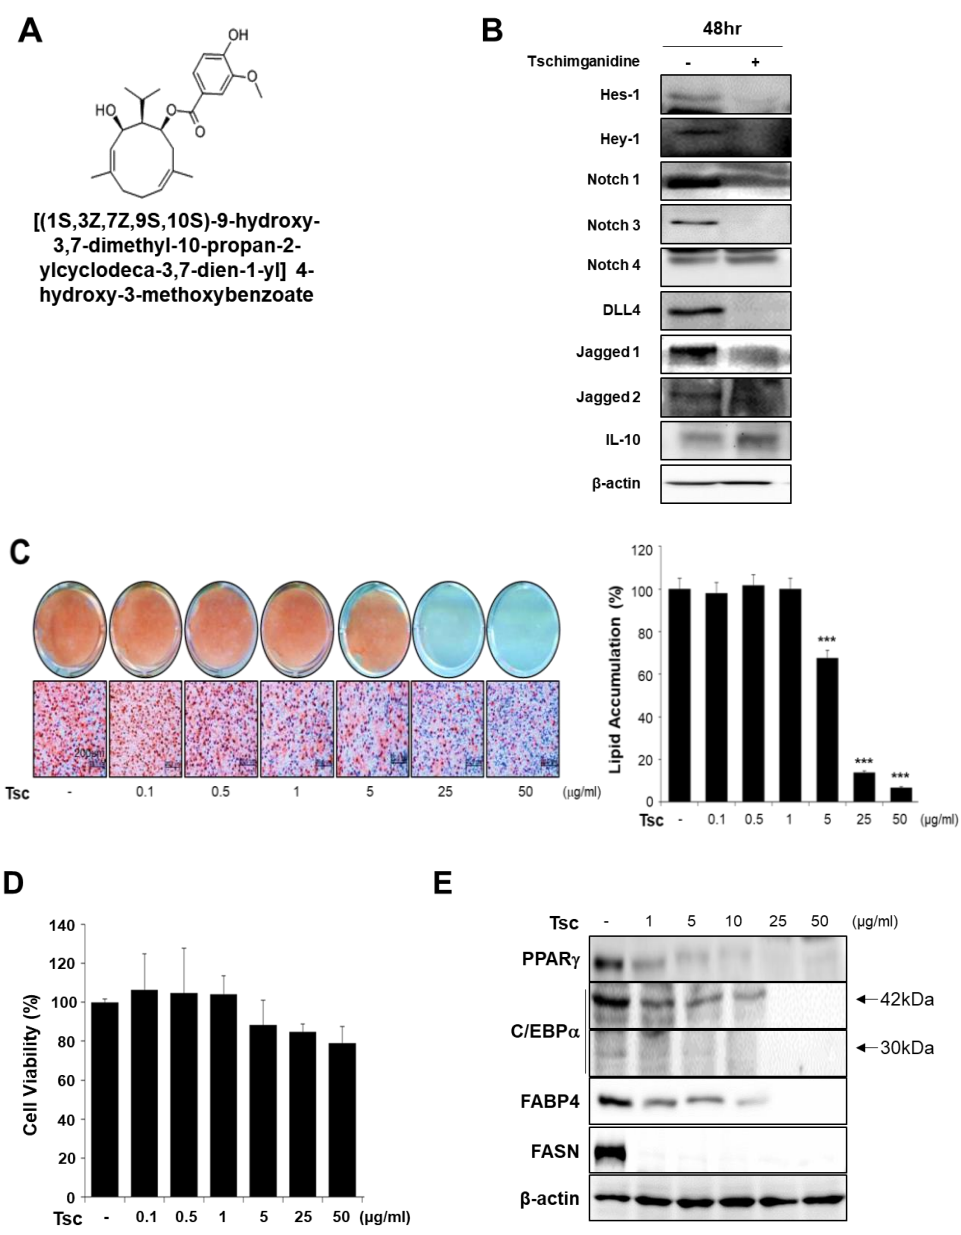 A
OH
O
HO
O
O
[(1S,3Z,7Z,9S,10S)-9-hydroxy-
3,7-dimethyl-10-propan-2-
ylcyclodeca-3,7-dien-1-yl] 4-
hydroxy-3-methoxybenzoate
B
48hr
Tschimganidine - +
Hes-1
Hey-1
Notch 1
Notch 3
Notch 4
DLL4
Jagged 1
Jagged 2
IL-10
β-actin
C
200μm
Tsc - 0.1 0.5 1 5 25 50 (μg/ml)
Lipid Accumulation (%)
120
100
80
60
40
20
0
***
***
***
Tsc - 0.1 0.5 1 5 25 50 (μg/ml)
D
Cell Viability (%)
140
120
100
80
60
40
20
0
Tsc - 0.1 0.5 1 5 25 50 (μg/ml)
E
Tsc - 1 5 10 25 50 (μg/ml)
PPARγ
C/EBPα
42kDa
30kDa
FABP4
FASN
β-actin